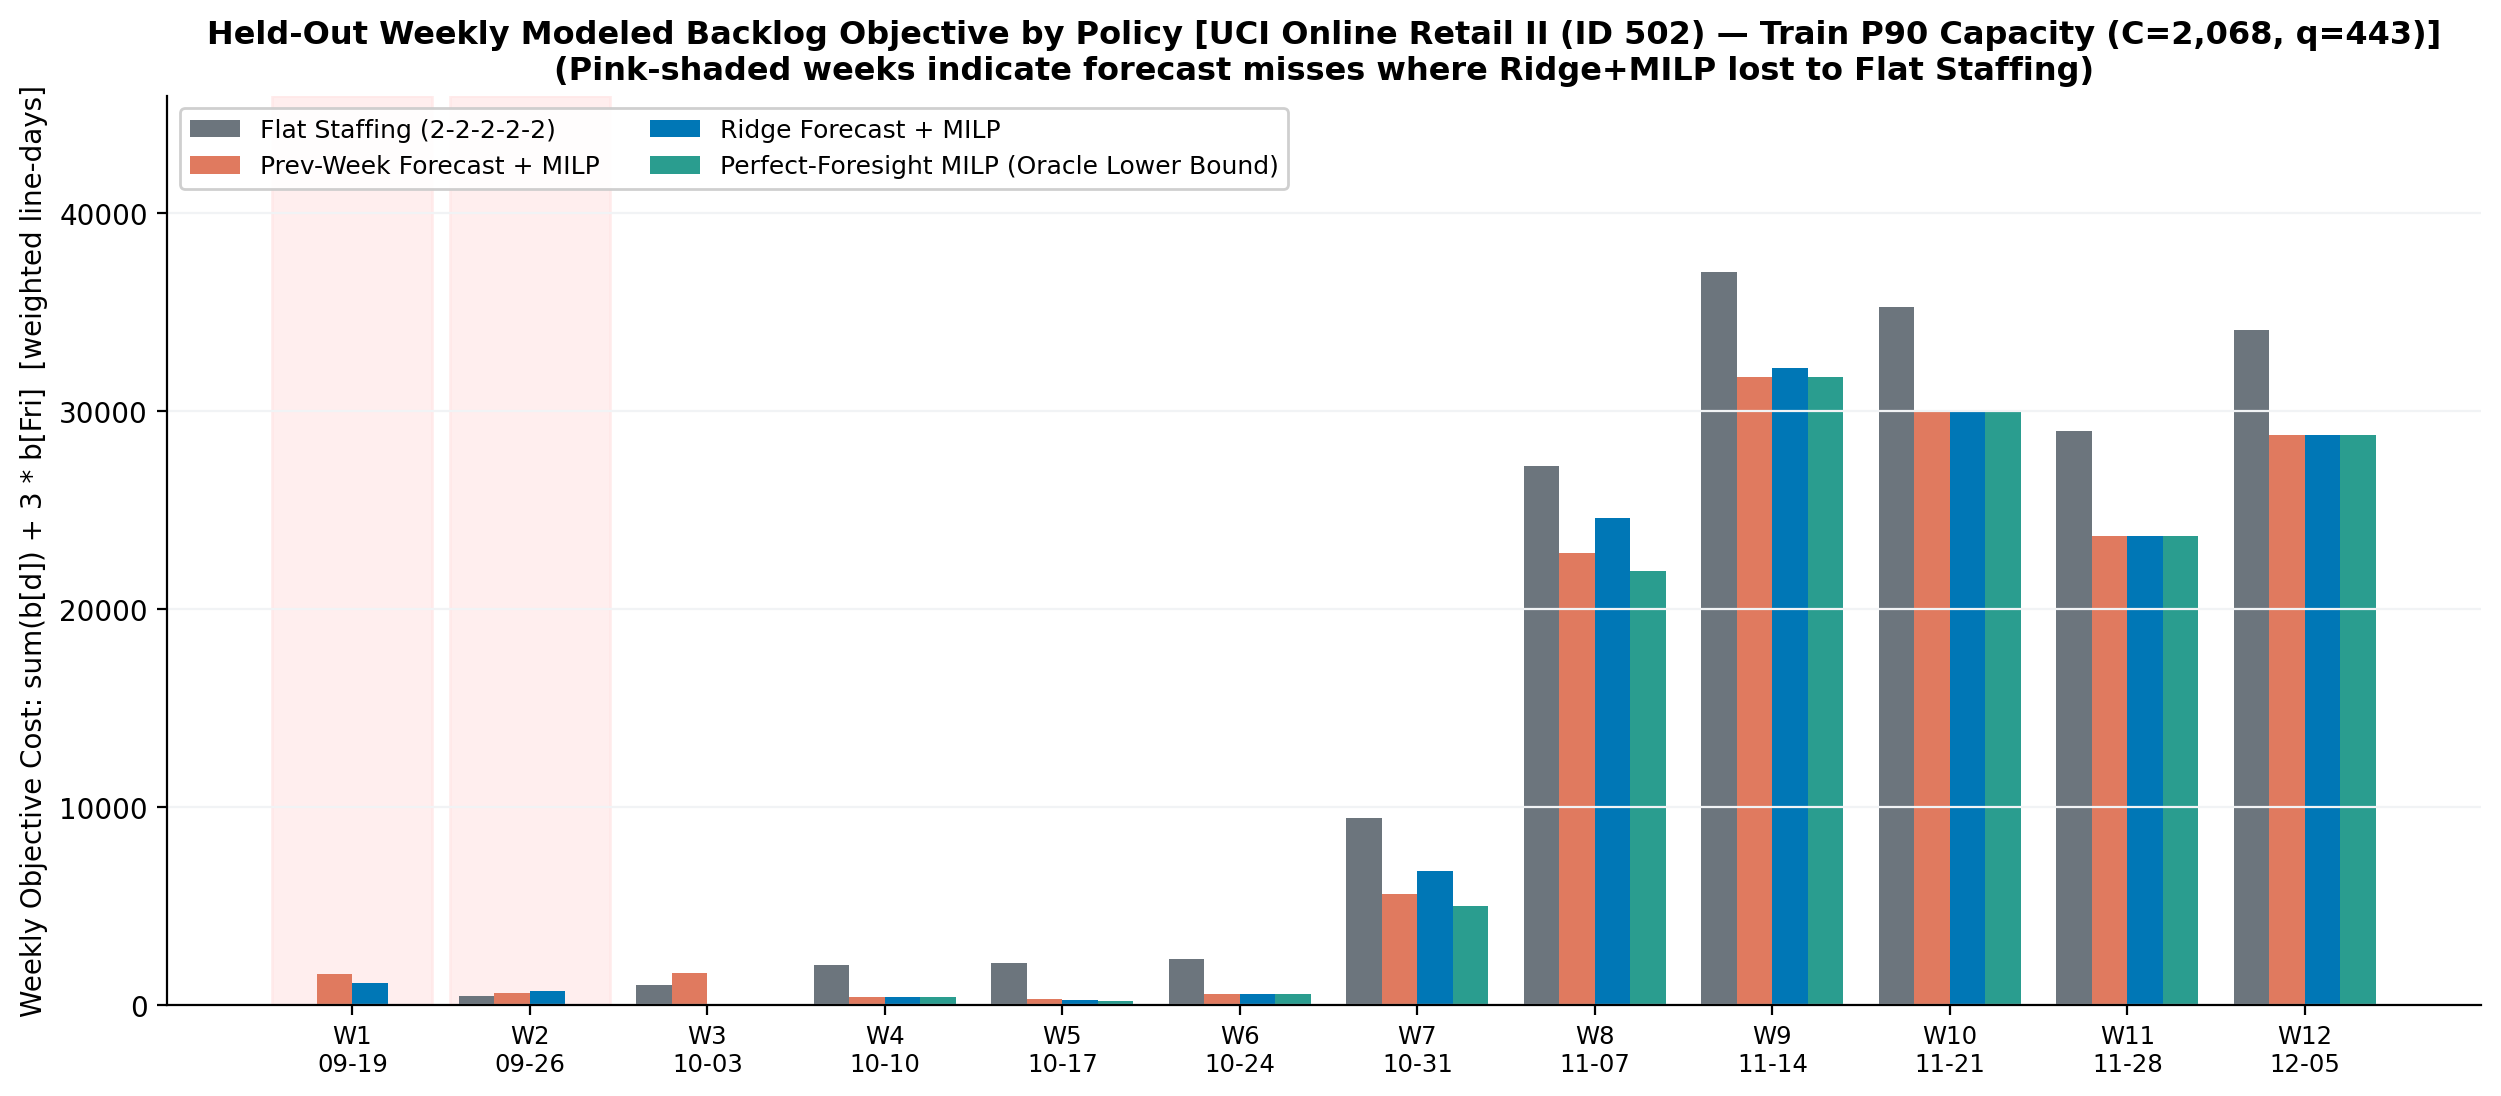 Held-Out Weekly Modeled Backlog Objective by Policy [UCI Online Retail II (ID 502) — Train P90 Capacity (C=2,068, q=443)]
(Pink-shaded weeks indicate forecast misses where Ridge+MILP lost to Flat Staffing)
Flat Staffing (2-2-2-2-2)
Prev-Week Forecast + MILP
Ridge Forecast + MILP
Perfect-Foresight MILP (Oracle Lower Bound)
Weekly Objective Cost: sum(b[d]) + 3 * b[Fri]  [weighted line-days]
40000
30000
20000
10000
0
W1
09-19
W2
09-26
W3
10-03
W4
10-10
W5
10-17
W6
10-24
W7
10-31
W8
11-07
W9
11-14
W10
11-21
W11
11-28
W12
12-05